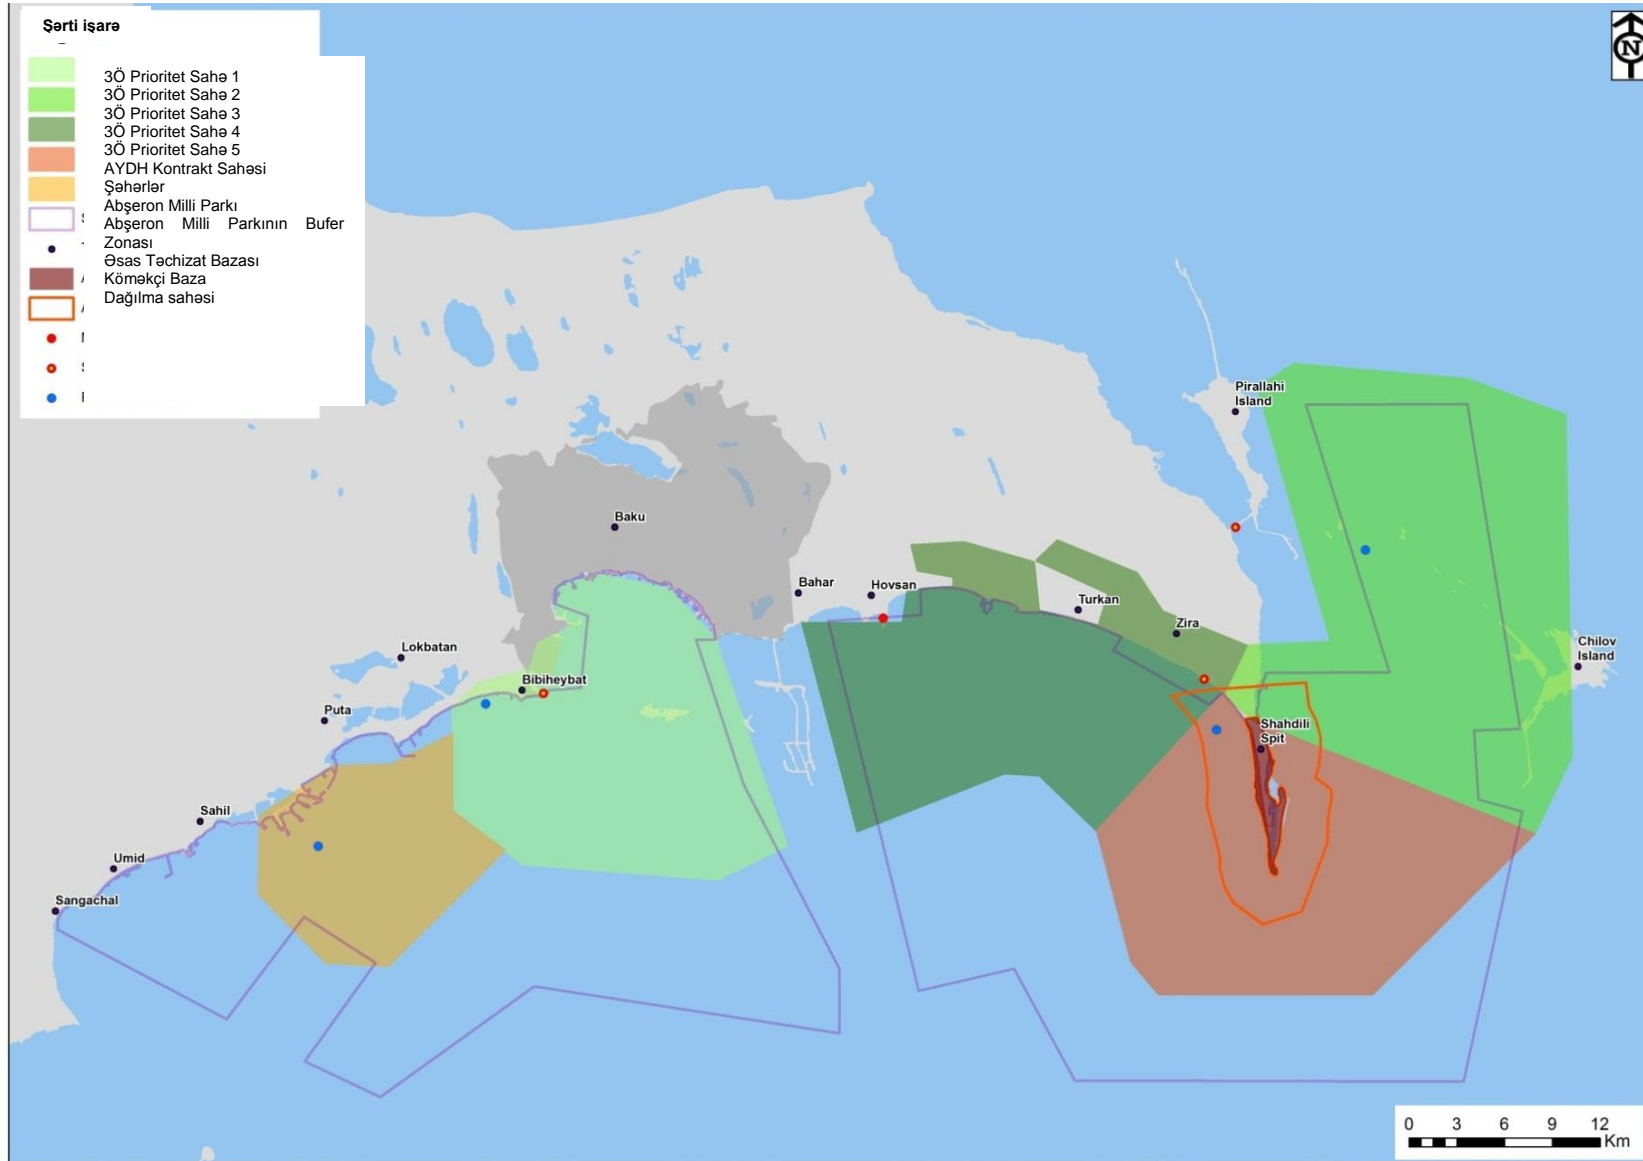 Şərti işarə
3Ö Prioritet Sahə 1
3Ö Prioritet Sahə 2
3Ö Prioritet Sahə 3
3Ö Prioritet Sahə 4
3Ö Prioritet Sahə 5
AYDH Kontrakt Sahəsi
Şəhərlər
Abşeron Milli Parkı
Abşeron Milli Parkının Bufer
Zonası
Əsas Təchizat Bazası
Köməkçi Baza
Dağılma sahəsi
N
Pirallahi
Island
Baku
Bahar
Hovsan
Turkan
Zira
Chilov
Island
Lokbatan
Bibiheybat
Puta
Shahdili
Spit
Sahil
Umid
Sangachal
0 3 6 9 12
Km